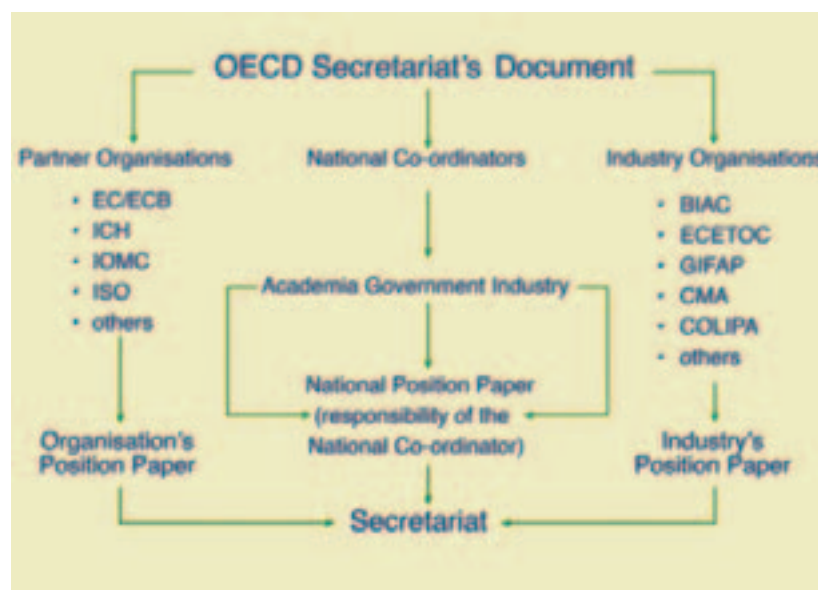 OECD Secretariat's Document
Partner Organisations
• EC/ECB
• ICH
• IOMC
• ISO
• others
Organisation's
Position Paper
National Co-ordinators
Academia Government Industry
National Position Paper
(responsibility of the
National Co-ordinator)
Industry Organisations
• BIAC
• ECETOC
• GIFAP
• CMA
• COLIPA
• others
Industry's
Position Paper
Secretariat